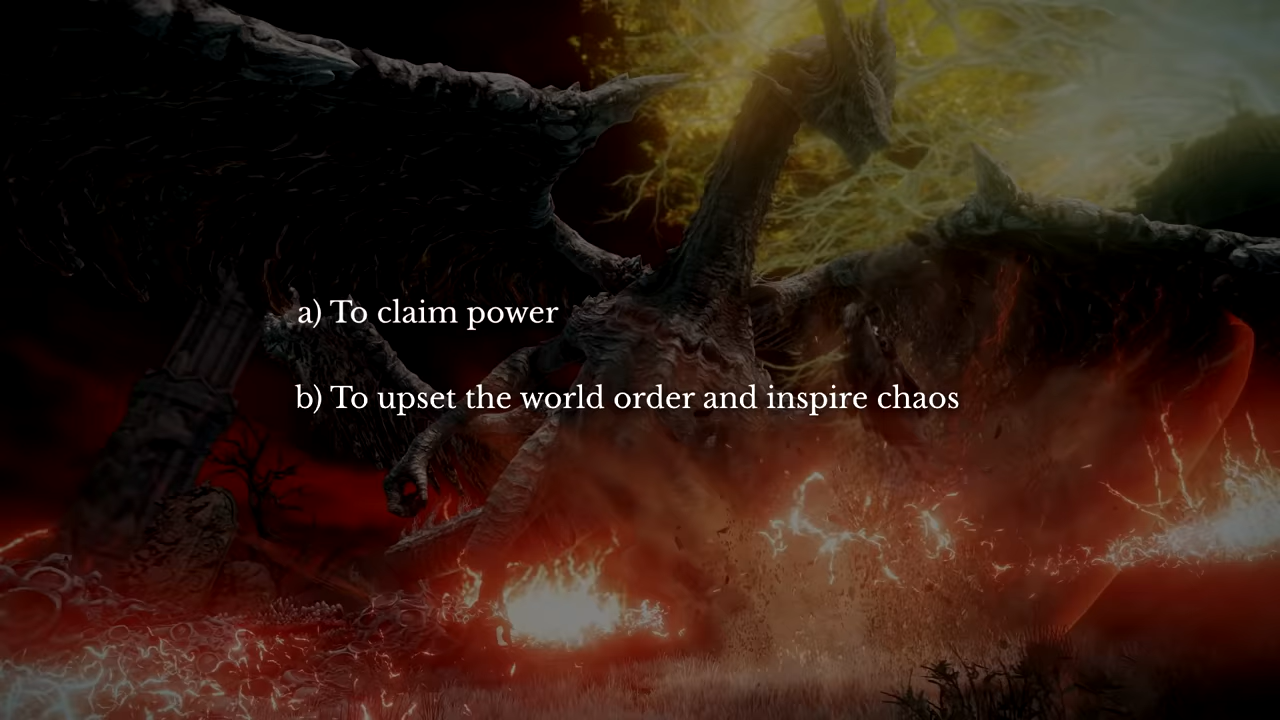 a) To claim power
b) To upset the world order and inspire chaos